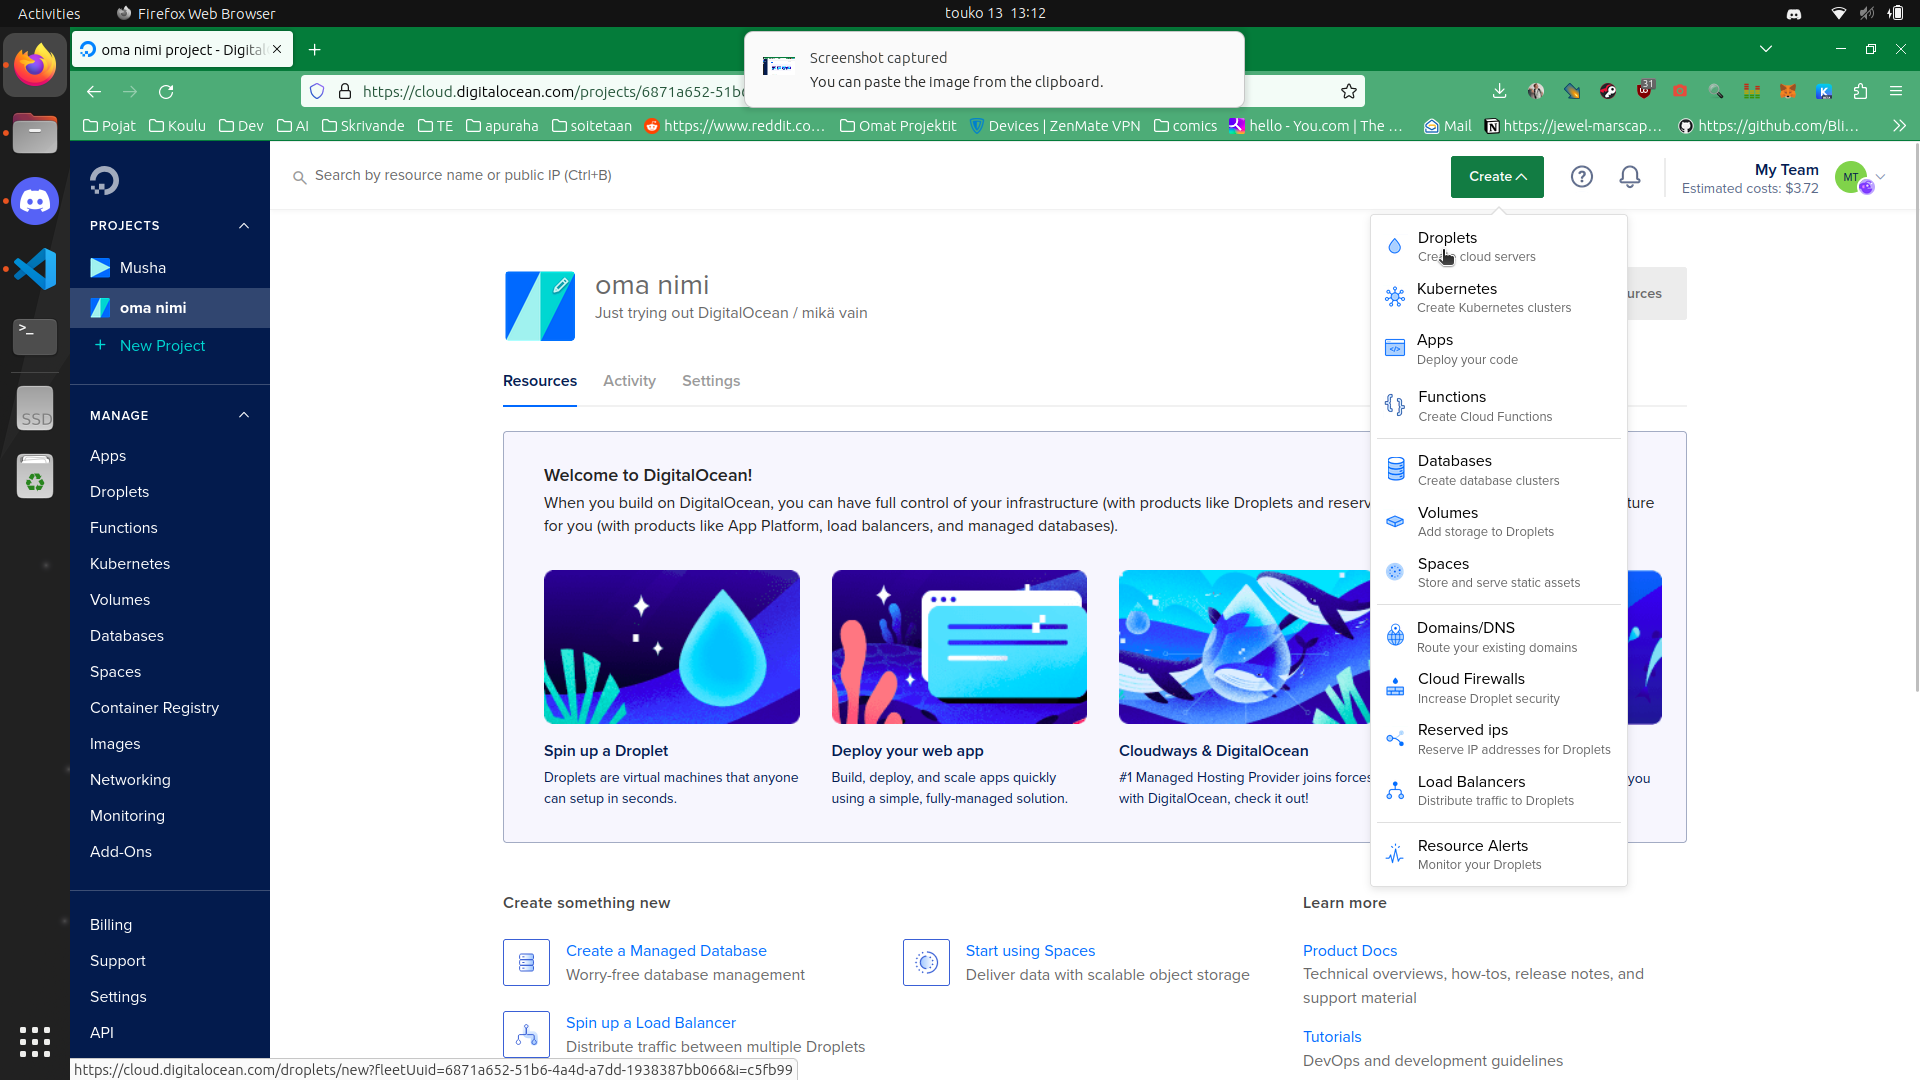 Activities
Firefox Web Browser
touko 13 13:12
oma nimi project - Digital
Screenshot captured
You can paste the image from the clipboard.
https://cloud.digitalocean.com/projects/6871a652-51b
31
Pojat
Koulu
Dev
AI
Skrivande
TE
apuraha
soitetaan
https://www.reddit.co...
Omat Projektit
Devices | ZenMate VPN
comics
hello - You.com | The ...
Mail
https://jewel-marscap...
https://github.com/Bli...
SSD
PROJECTS
Musha
oma nimi
+ New Project
MANAGE
Apps
Droplets
Functions
Kubernetes
Volumes
Databases
Spaces
Container Registry
Images
Networking
Monitoring
Add-Ons
Billing
Support
Settings
API
Search by resource name or public IP (Ctrl+B)
Create
My Team
Estimated costs: $3.72
MT
oma nimi
Just trying out DigitalOcean / mikä vain
urces
Resources
Activity
Settings
Welcome to DigitalOcean!
When you build on DigitalOcean, you can have full control of your infrastructure (with products like Droplets and reserv
ture
for you (with products like App Platform, load balancers, and managed databases).
Spin up a Droplet
Droplets are virtual machines that anyone
can setup in seconds.
Deploy your web app
Build, deploy, and scale apps quickly
using a simple, fully-managed solution.
Cloudways & DigitalOcean
#1 Managed Hosting Provider joins forces
with DigitalOcean, check it out!
you
Droplets
Create cloud servers
Kubernetes
Create Kubernetes clusters
Apps
Deploy your code
Functions
Create Cloud Functions
Databases
Create database clusters
Volumes
Add storage to Droplets
Spaces
Store and serve static assets
Domains/DNS
Route your existing domains
Cloud Firewalls
Increase Droplet security
Reserved ips
Reserve IP addresses for Droplets
Load Balancers
Distribute traffic to Droplets
Resource Alerts
Monitor your Droplets
Create something new
Create a Managed Database
Worry-free database management
Start using Spaces
Deliver data with scalable object storage
Spin up a Load Balancer
Distribute traffic between multiple Droplets
Learn more
Product Docs
Technical overviews, how-tos, release notes, and
support material
Tutorials
DevOps and development guidelines
https://cloud.digitalocean.com/droplets/new?fleetUuid=6871a652-51b6-4a4d-a7dd-1938387bb066&i=c5fb99